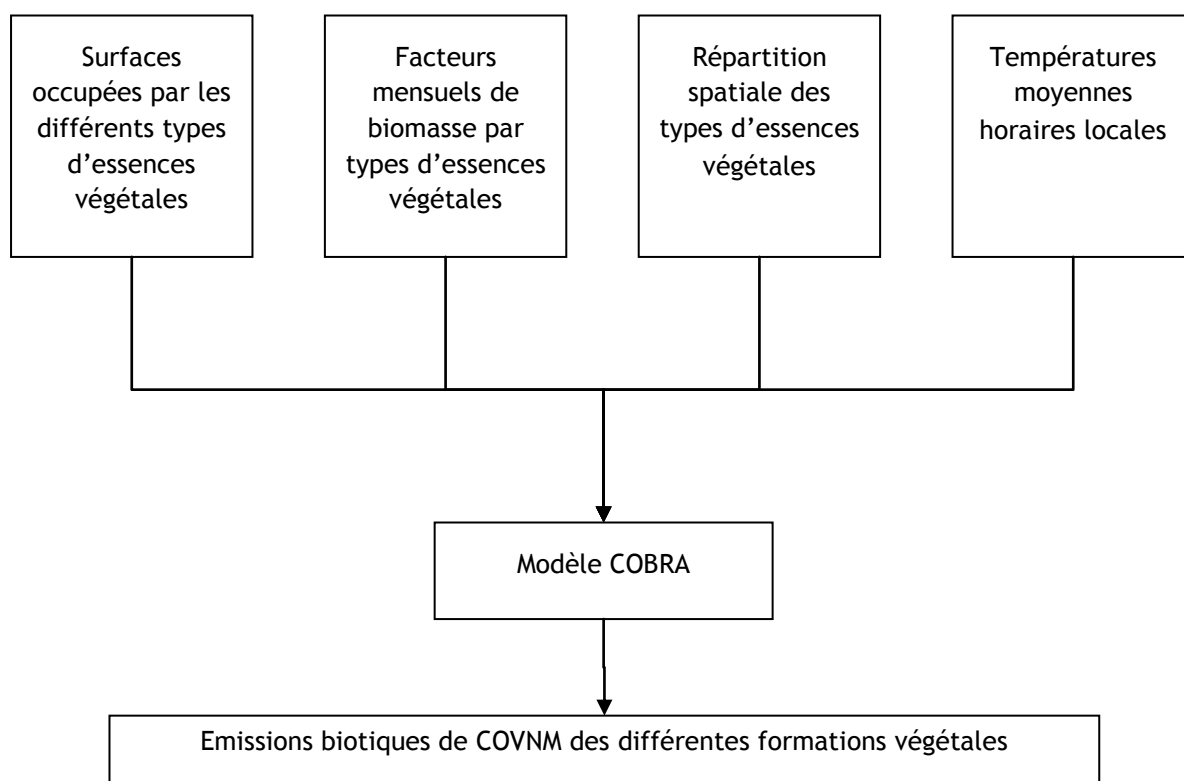 Surfaces
occupées par les
différents types
d’essences
végétales
Facteurs
mensuels de
biomasse par
types d’essences
végétales
Répartition
spatiale des
types d’essences
végétales
Températures
moyennes
horaires locales
Modèle COBRA
Emissions biotiques de COVNM des différentes formations végétales